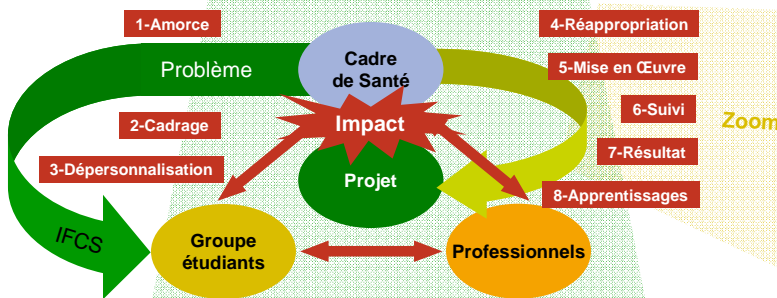 1-Amorce
4-Réappropriation
Problème
Cadre
de Santé
5-Mise en Œuvre
2-Cadrage
Impact
6-Suivi
Zoom
3-Dépersonnalisation
Projet
7-Résultat
8-Apprentissages
IFCS
Groupe
étudiants
Professionnels